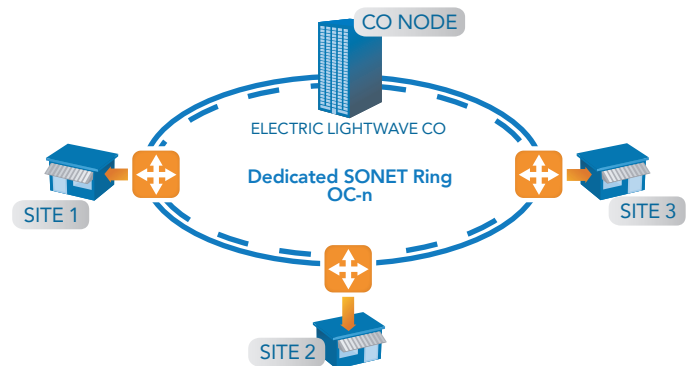 CO NODE
ELECTRIC LIGHTWAVE CO
Dedicated SONET Ring
OC-n
SITE 1
SITE 3
SITE 2